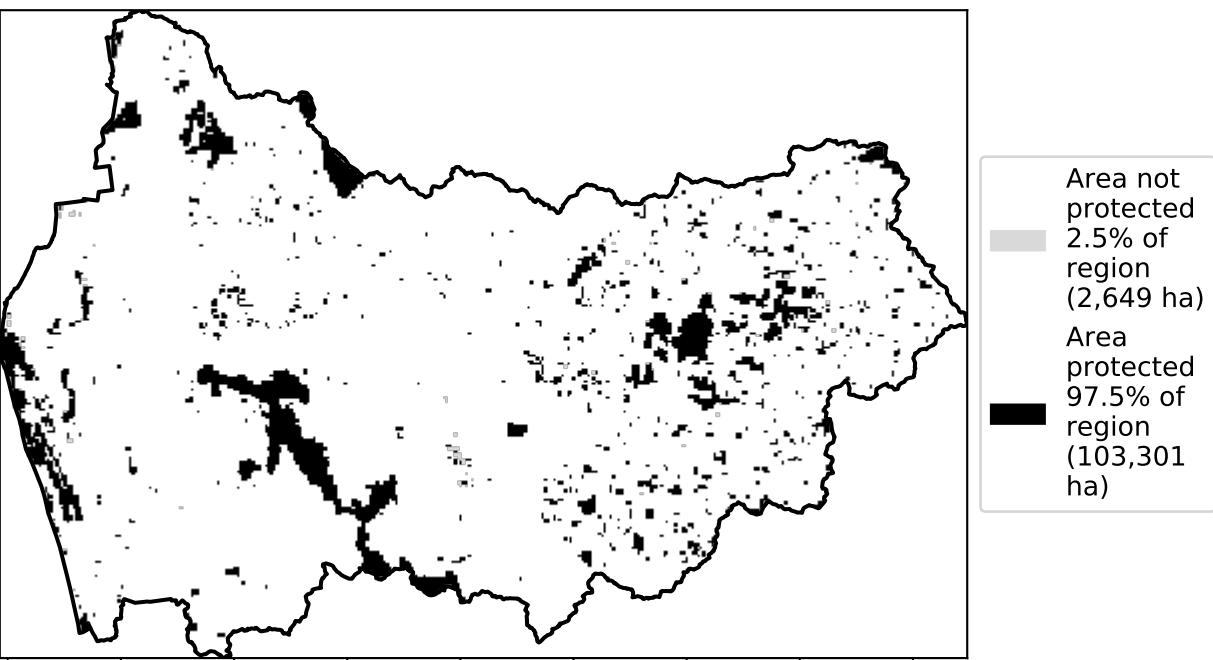 Area not
protected
2.5% of
region
(2,649 ha)
Area
protected
97.5% of
region
(103,301
ha)